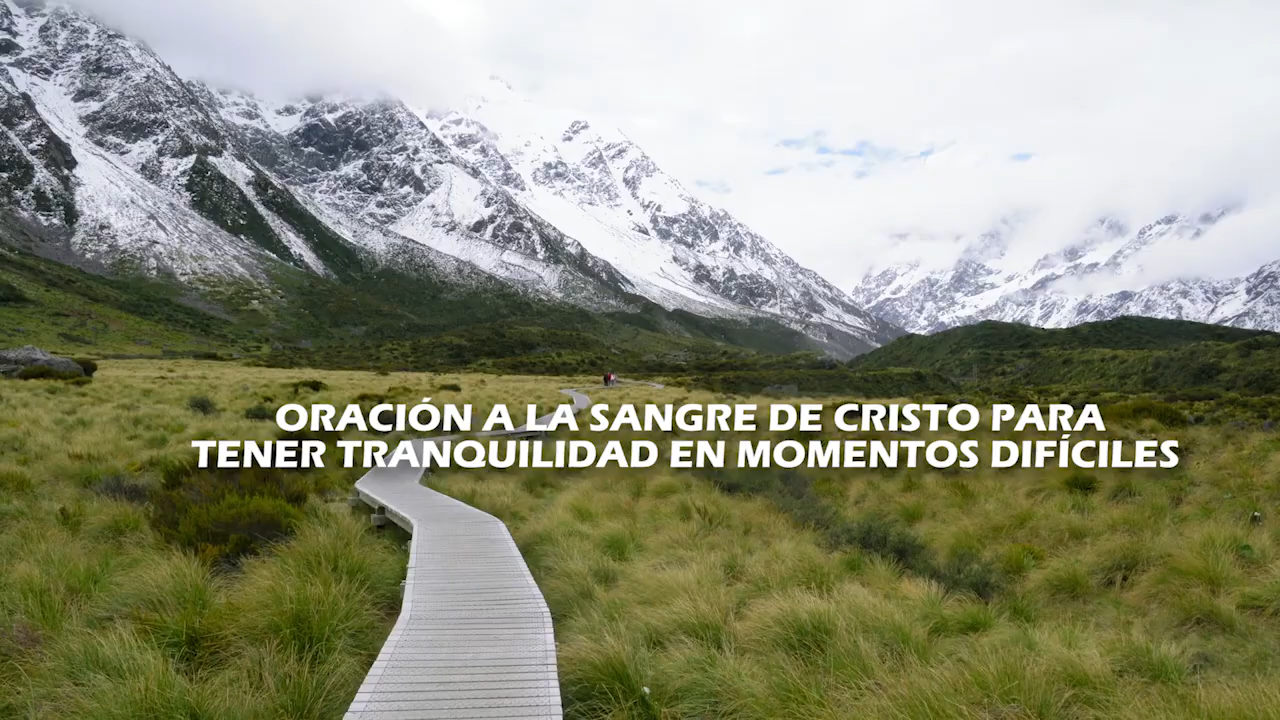 ORACIÓN A LA SANGRE DE CRISTO PARA
TENER TRANQUILIDAD EN MOMENTOS DIFÍCILES